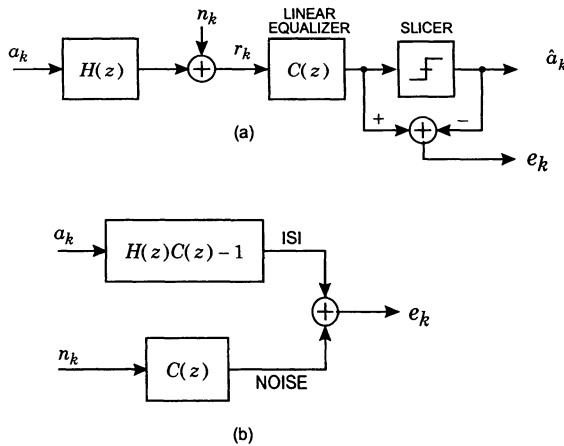 n_k
LINEAR
EQUALIZER
SLICER
a_k
H(z)
+
r_k
C(z)
â_k
+
+
−
(a)
e_k
a_k
H(z)C(z)−1
ISI
+
e_k
n_k
C(z)
NOISE
(b)